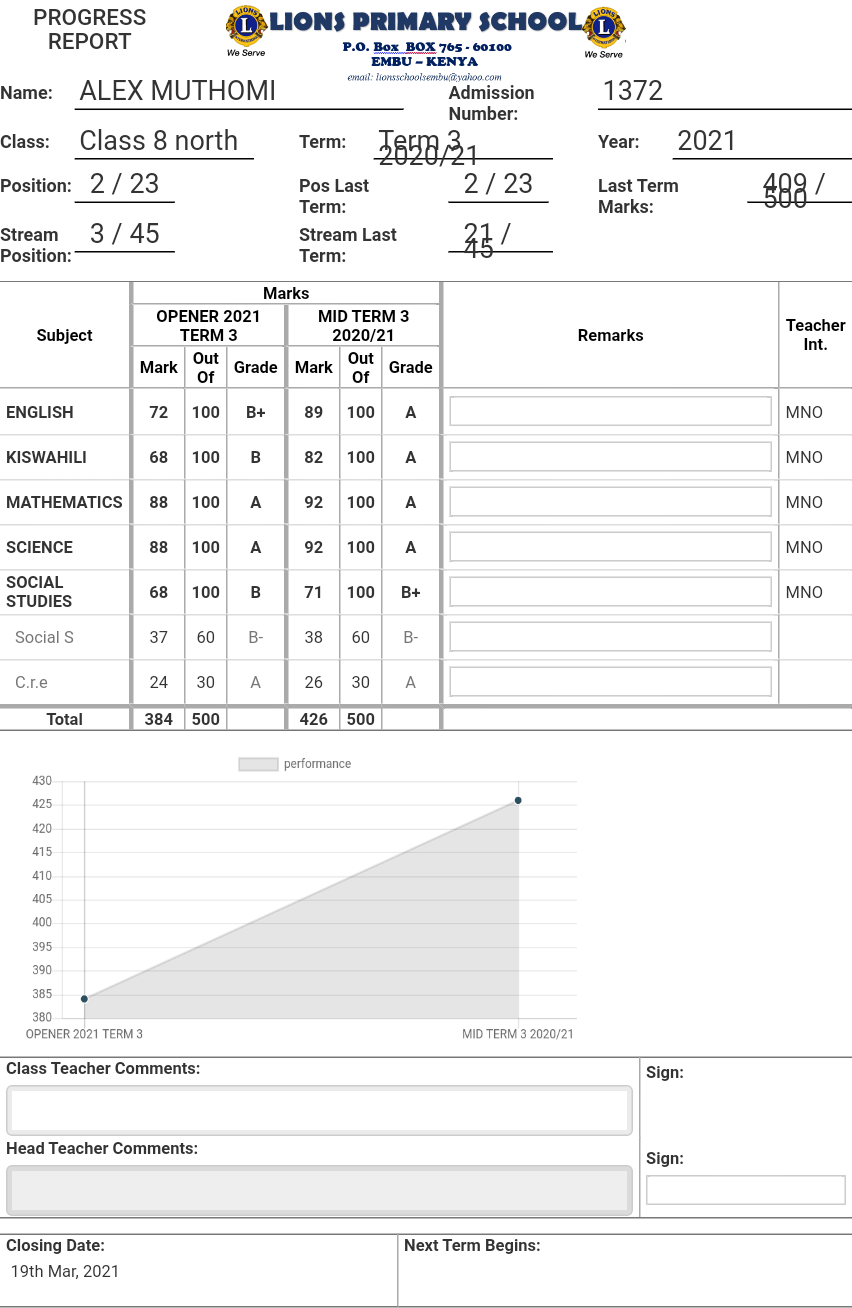 PROGRESS
REPORT
LIONS PRIMARY SCHOOL
We Serve
We Serve
P.O. Box BOX 765 - 60100
EMBU – KENYA
email: lionsschoolsembu@yahoo.com
Name: ALEX MUTHOMI Admission Number: 1372
Class: Class 8 north Term: Term 3 2020/21 Year: 2021
Position: 2 / 23 Pos Last Term: 2 / 23 Last Term Marks: 409 / 500
Stream Position: 3 / 45 Stream Last Term: 21 / 45
Marks
Subject OPENER 2021 TERM 3 MID TERM 3 2020/21 Remarks Teacher Int.
Mark Out Of Grade Mark Out Of Grade
ENGLISH 72 100 B+ 89 100 A MNO
KISWAHILI 68 100 B 82 100 A MNO
MATHEMATICS 88 100 A 92 100 A MNO
SCIENCE 88 100 A 92 100 A MNO
SOCIAL STUDIES 68 100 B 71 100 B+ MNO
Social S 37 60 B- 38 60 B-
C.r.e 24 30 A 26 30 A
Total 384 500 426 500
performance
430
425
420
415
410
405
400
395
390
385
380
OPENER 2021 TERM 3 MID TERM 3 2020/21
Class Teacher Comments: Sign:
Head Teacher Comments: Sign:
Closing Date: Next Term Begins:
19th Mar, 2021